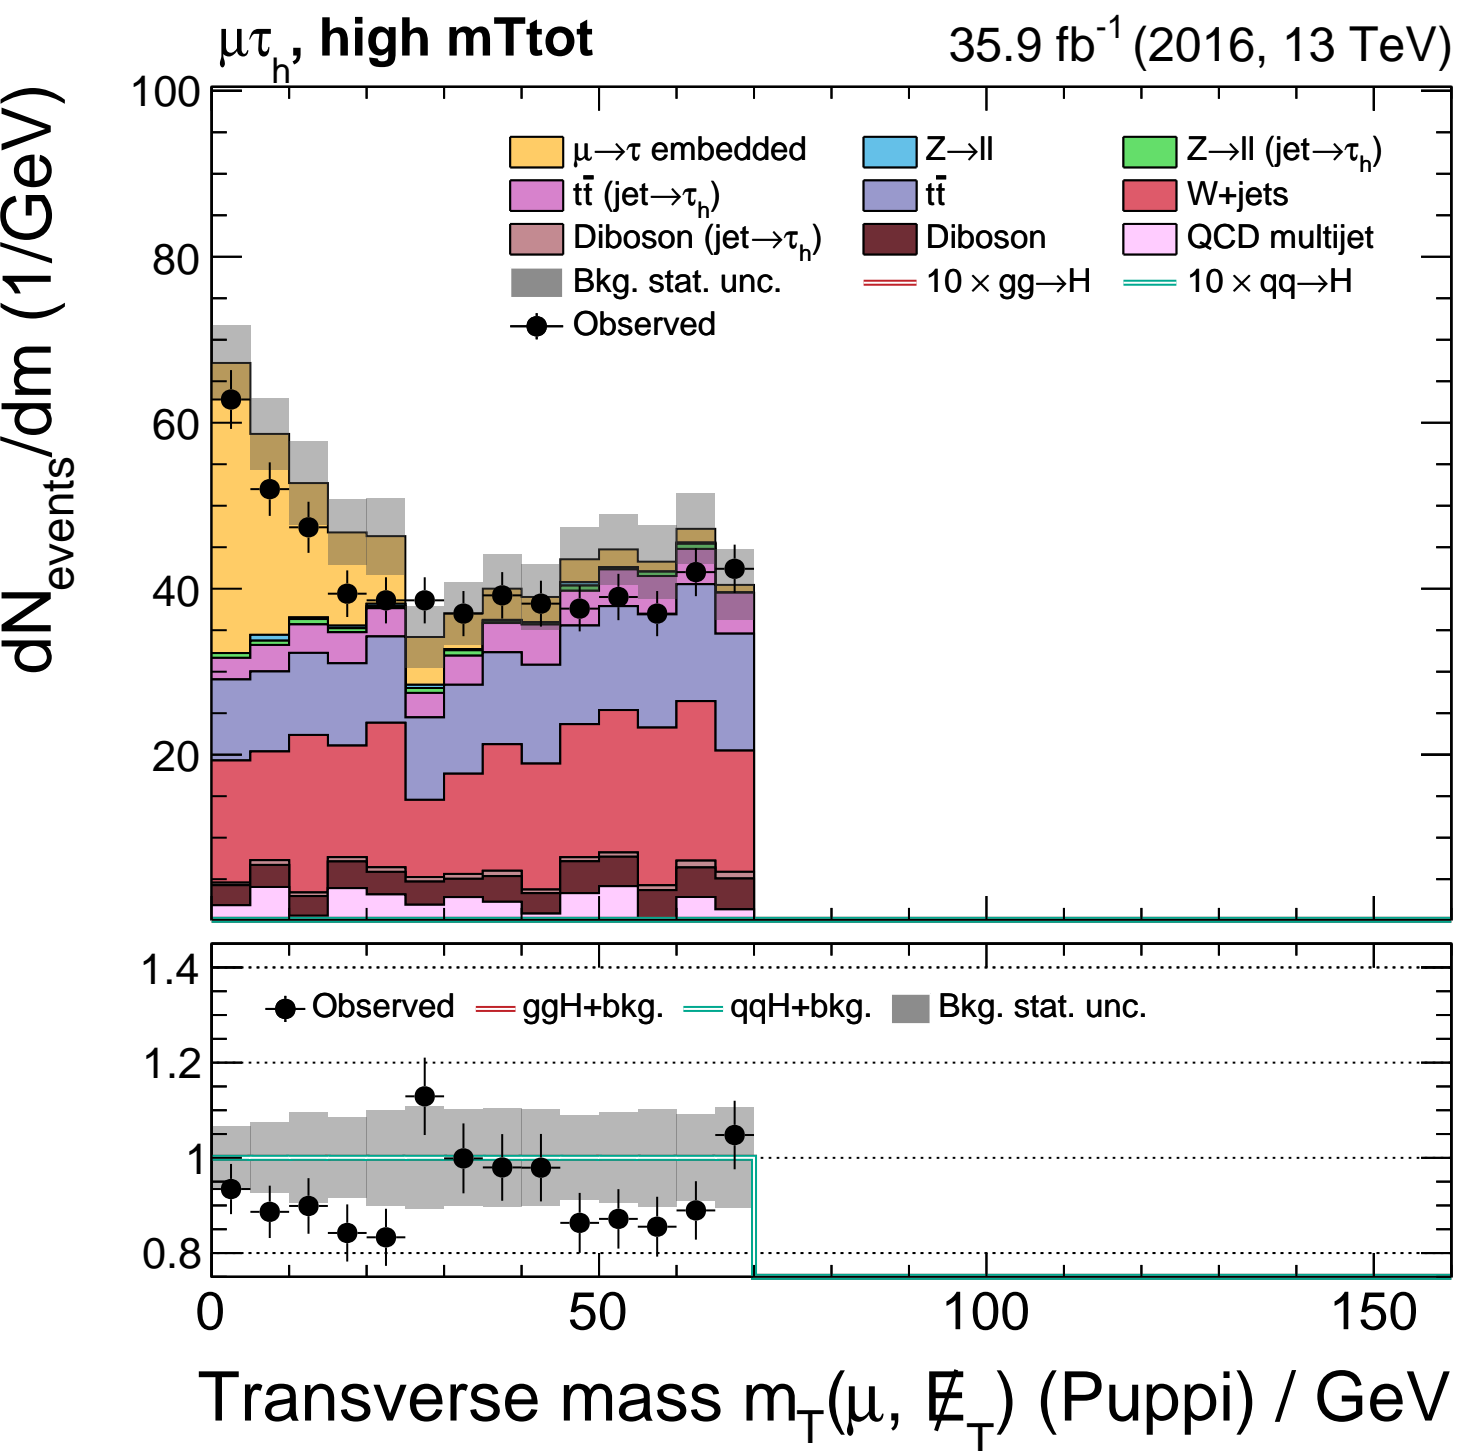 μτh, high mTtot 35.9 fb-1 (2016, 13 TeV)
dNevents/dm (1/GeV)
100
80
60
40
20
μ→τ embedded Z→ll Z→ll (jet→τh)
tt̄ (jet→τh) tt̄ W+jets
Diboson (jet→τh) Diboson QCD multijet
Bkg. stat. unc. 10 × gg→H 10 × qq→H
Observed
1.4
1.2
1
0.8
Observed ggH+bkg. qqH+bkg. Bkg. stat. unc.
0 50 100 150
Transverse mass mT(μ, E̸T) (Puppi) / GeV